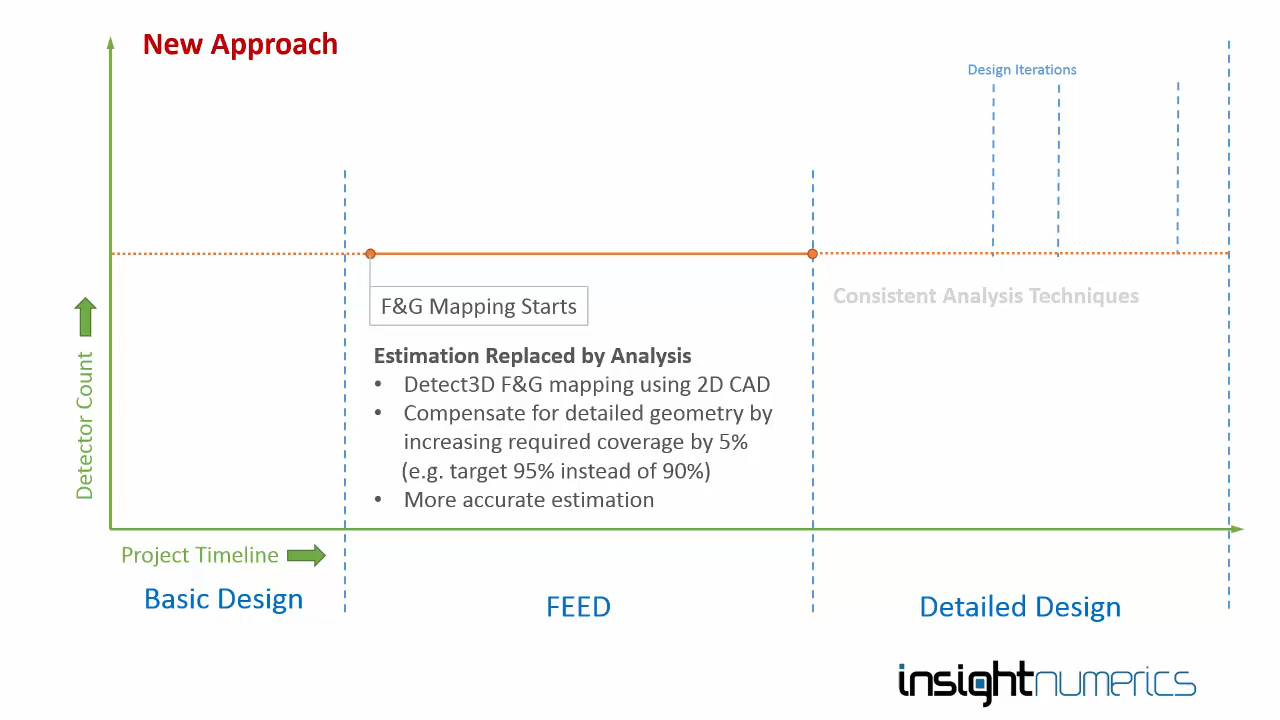 New Approach
Design Iterations
F&G Mapping Starts
Consistent Analysis Techniques
Estimation Replaced by Analysis
• Detect3D F&G mapping using 2D CAD
• Compensate for detailed geometry by
increasing required coverage by 5%
(e.g. target 95% instead of 90%)
• More accurate estimation
Detector Count
Project Timeline
Basic Design
FEED
Detailed Design
insightnumerics